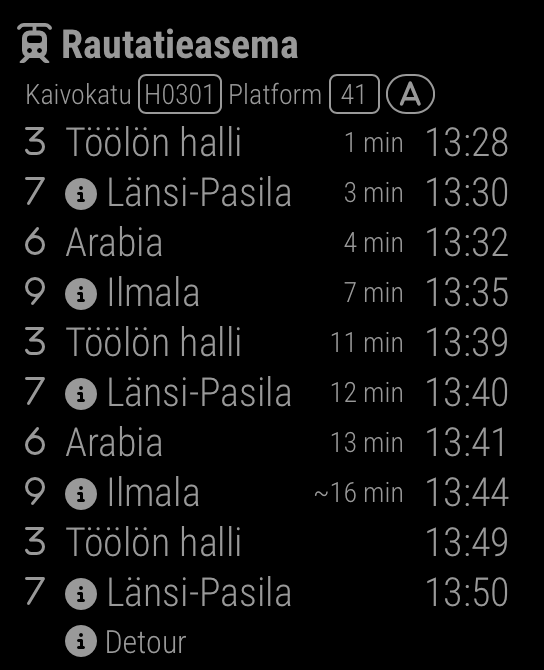 Rautatieasema
Kaivokatu H0301 Platform 41 A
3 Töölön halli 1 min 13:28
7 i Länsi-Pasila 3 min 13:30
6 Arabia 4 min 13:32
9 i Ilmala 7 min 13:35
3 Töölön halli 11 min 13:39
7 i Länsi-Pasila 12 min 13:40
6 Arabia 13 min 13:41
9 i Ilmala ~16 min 13:44
3 Töölön halli 13:49
7 i Länsi-Pasila 13:50
i Detour